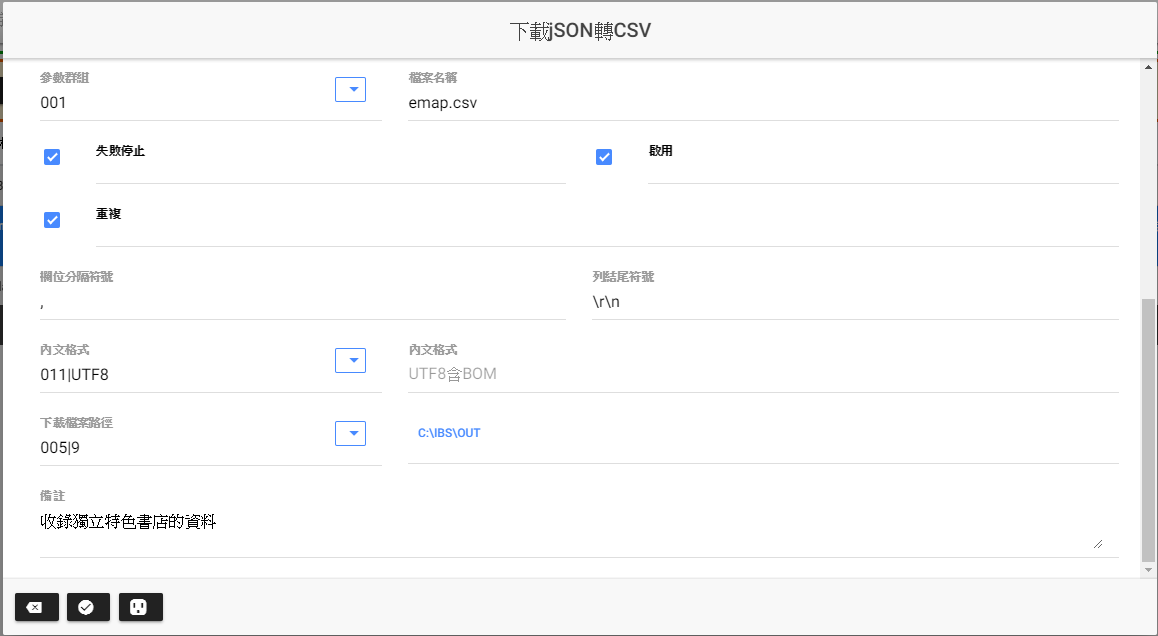 下載jSON轉CSV
參數群組
檔案名稱
001
emap.csv
失敗停止
啟用
重複
欄位分隔符號
列結尾符號
,
\r\n
內文格式
內文格式
011|UTF8
UTF8含BOM
下載檔案路徑
005|9
C:\IBS\OUT
備註
收錄獨立特色書店的資料